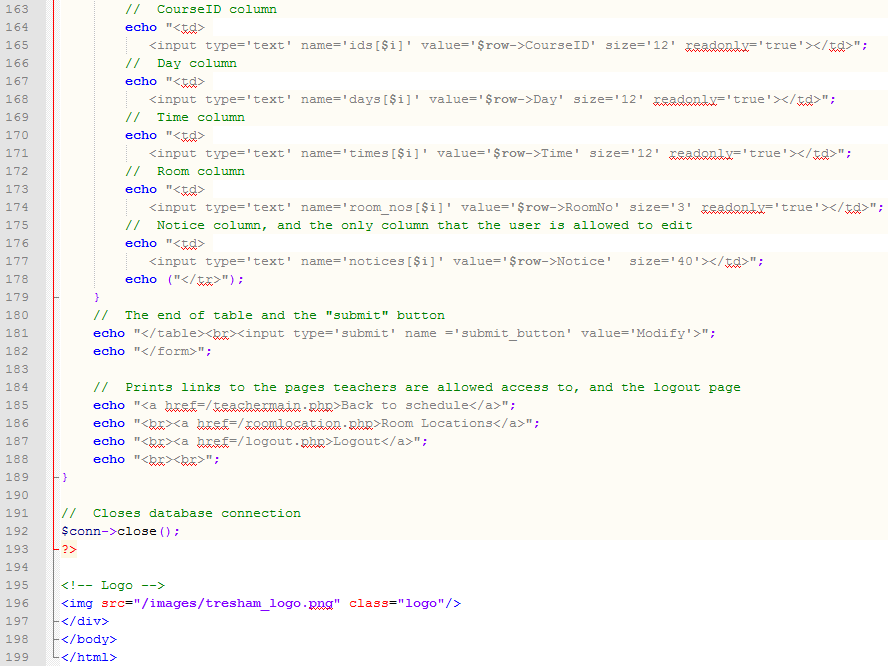 163 //  CourseID column
164 echo "<td>
165 <input type='text' name='ids[$i]' value='$row->CourseID' size='12' readonly='true'></td>";
166 //  Day column
167 echo "<td>
168 <input type='text' name='days[$i]' value='$row->Day' size='12' readonly='true'></td>";
169 //  Time column
170 echo "<td>
171 <input type='text' name='times[$i]' value='$row->Time' size='12' readonly='true'></td>";
172 //  Room column
173 echo "<td>
174 <input type='text' name='room_nos[$i]' value='$row->RoomNo' size='3' readonly='true'></td>";
175 //  Notice column, and the only column that the user is allowed to edit
176 echo "<td>
177 <input type='text' name='notices[$i]' value='$row->Notice'  size='40'></td>";
178 echo ("</tr>");
179 }
180 //  The end of table and the "submit" button
181 echo "</table><br><input type='submit' name ='submit_button' value='Modify'>";
182 echo "</form>";
183
184 //  Prints links to the pages teachers are allowed access to, and the logout page
185 echo "<a href=/teachermain.php>Back to schedule</a>";
186 echo "<br><a href=/roomlocation.php>Room Locations</a>";
187 echo "<br><a href=/logout.php>Logout</a>";
188 echo "<br><br>";
189 }
190
191 //  Closes database connection
192 $conn->close();
193 ?>
194
195 <!-- Logo -->
196 <img src="/images/tresham_logo.png" class="logo"/>
197 </div>
198 </body>
199 </html>